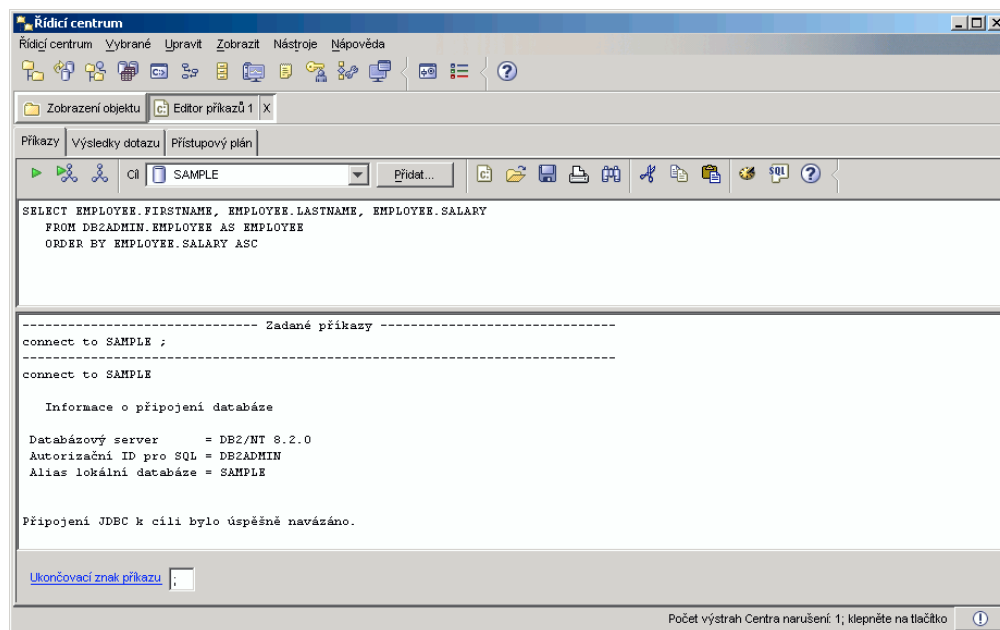 Řídicí centrum
Řídicí centrum Vybrané Upravit Zobrazit Nástroje Nápověda
Zobrazení objektu Editor příkazů 1 X
Příkazy Výsledky dotazu Přístupový plán
Cíl SAMPLE Přidat... SQL
SELECT EMPLOYEE.FIRSTNAME, EMPLOYEE.LASTNAME, EMPLOYEE.SALARY
FROM DB2ADMIN.EMPLOYEE AS EMPLOYEE
ORDER BY EMPLOYEE.SALARY ASC
------------------------------- Zadané příkazy -------------------------------
connect to SAMPLE ;
------------------------------------------------------------------------------
connect to SAMPLE
Informace o připojení databáze
Databázový server = DB2/NT 8.2.0
Autorizační ID pro SQL = DB2ADMIN
Alias lokální databáze = SAMPLE
Připojení JDBC k cíli bylo úspěšně navázáno.
Ukončovací znak příkazu ;
Počet výstrah Centra narušení: 1; klepněte na tlačítko